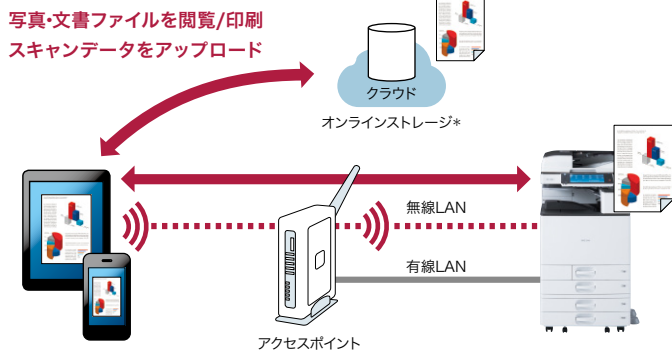 写真・文書ファイルを閲覧/印刷
スキャンデータをアップロード
クラウド
オンラインストレージ*
無線LAN
有線LAN
アクセスポイント